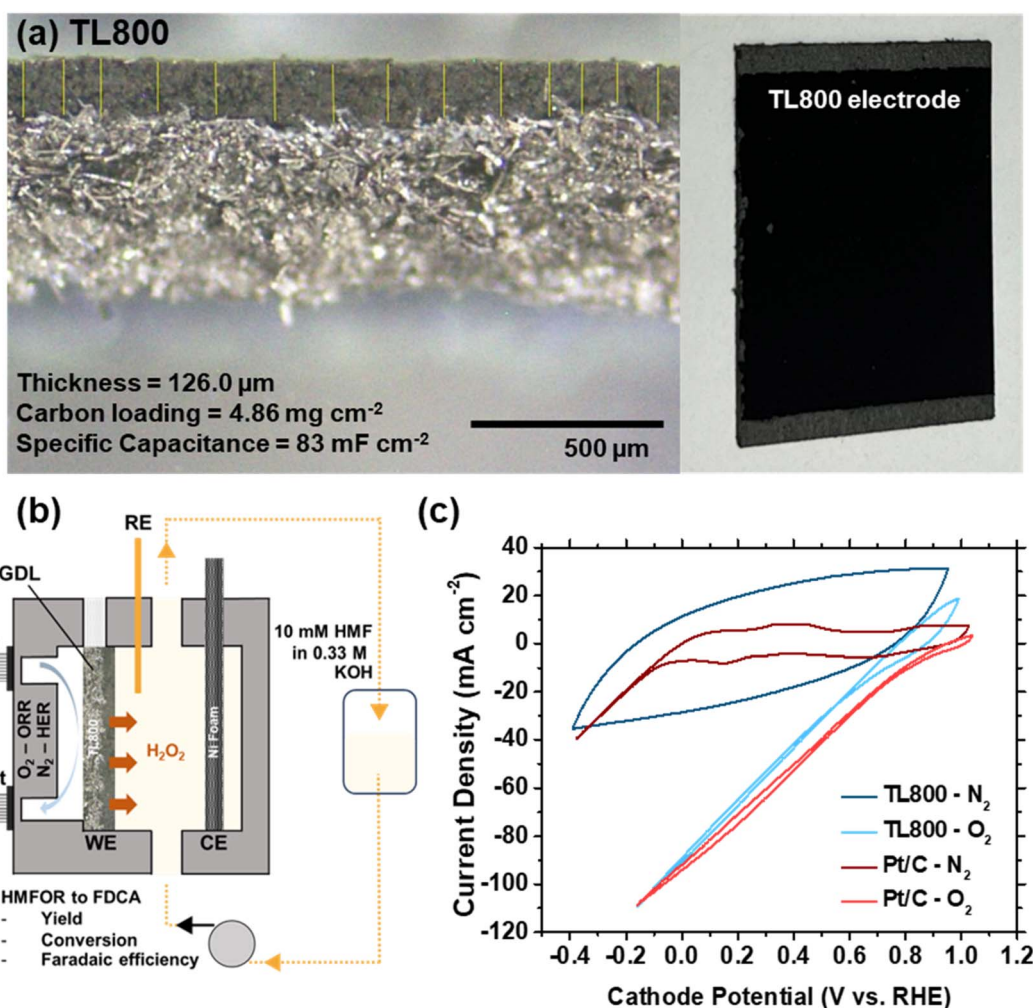 (a) TL800
TL800 electrode
Thickness = 126.0 µm
Carbon loading = 4.86 mg cm-2
Specific Capacitance = 83 mF cm-2
500 µm
(b)
RE
GDL
10 mM HMF
in 0.33 M
KOH
O2 – ORR
N2 – HER
TL800
H2O2
Ni Foam
t
WE
CE
HMFOR to FDCA
- Yield
- Conversion
- Faradaic efficiency
(c)
Current Density (mA cm-2)
40
20
0
-20
-40
-60
-80
-100
-120
TL800 - N2
TL800 - O2
Pt/C - N2
Pt/C - O2
-0.4 -0.2 0.0 0.2 0.4 0.6 0.8 1.0 1.2
Cathode Potential (V vs. RHE)